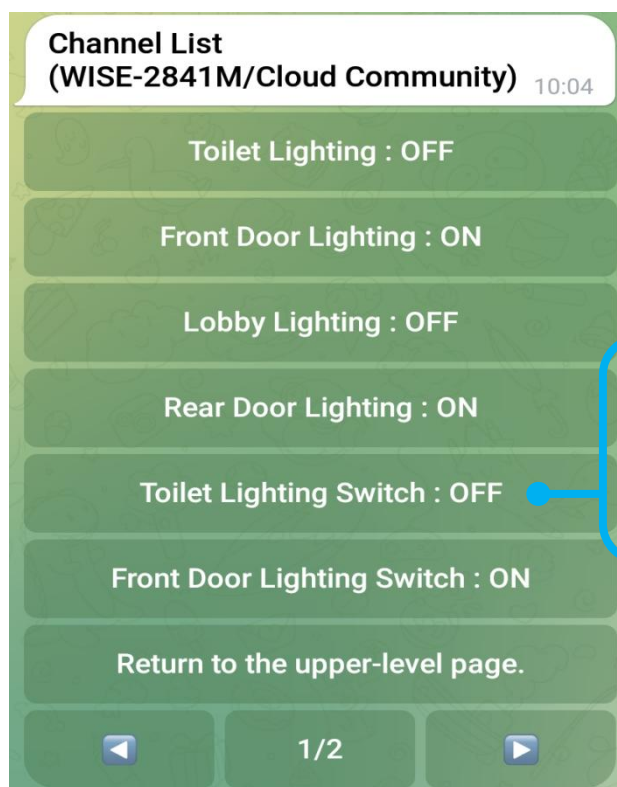 Channel List
(WISE-2841M/Cloud Community) 10:04
Toilet Lighting : OFF
Front Door Lighting : ON
Lobby Lighting : OFF
Rear Door Lighting : ON
Toilet Lighting Switch : OFF
Front Door Lighting Switch : ON
Return to the upper-level page.
1/2